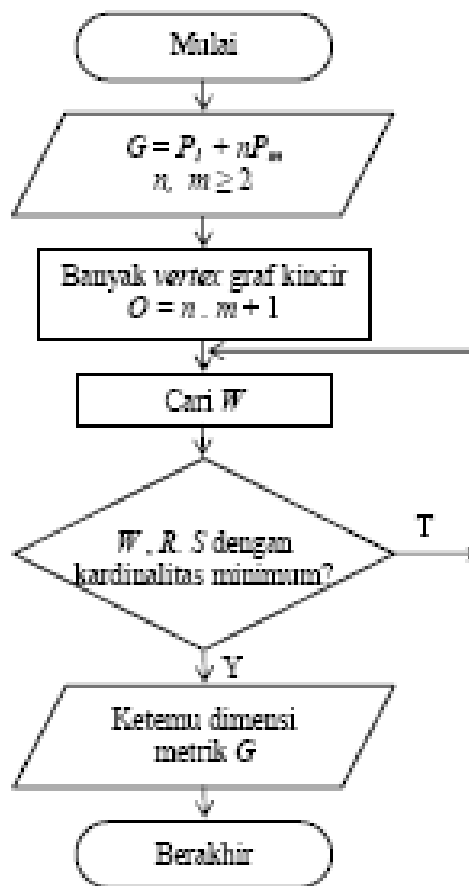 Mulai
G = P₁ + nPₘ
n, m ≥ 2
Banyak vertex graf kincir
O = n . m + 1
Cari W
W , R. S dengan
kardinalitas minimum?
T
Y
Ketemu dimensi
metrik G
Berakhir